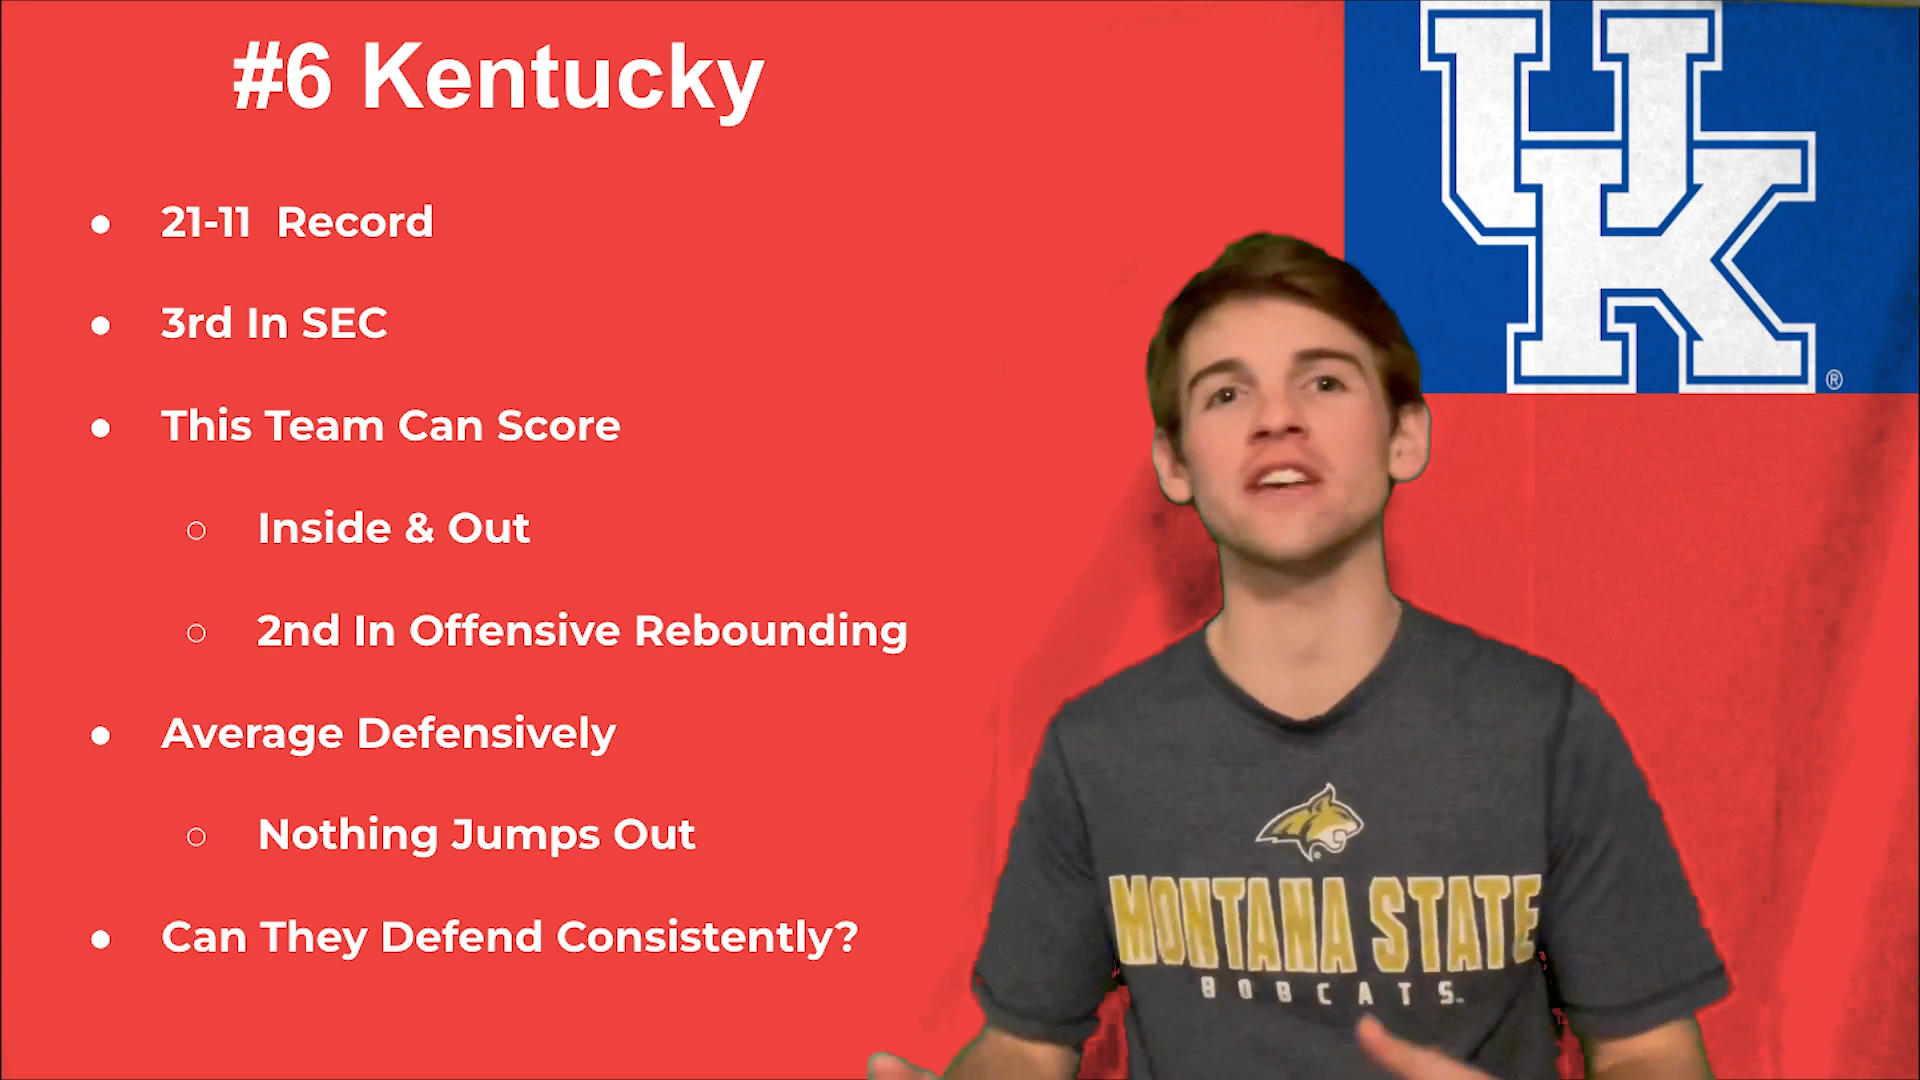 #6 Kentucky
● 21-11 Record
● 3rd In SEC
● This Team Can Score
○ Inside & Out
○ 2nd In Offensive Rebounding
● Average Defensively
○ Nothing Jumps Out
● Can They Defend Consistently?
UK
®
MONTANA STATE
BOBCATS